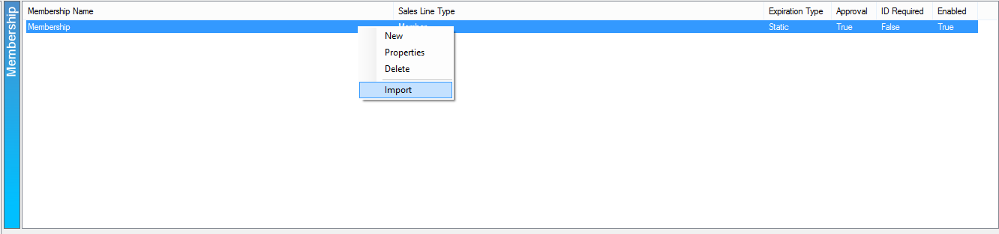 Membership
Membership Name Sales Line Type Expiration Type Approval ID Required Enabled
Membership Static True False True
New
Properties
Delete
Import